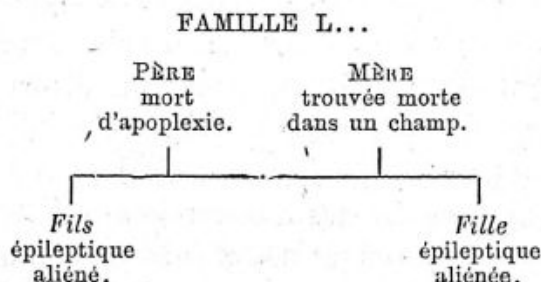 FAMILLE L...
PÈRE
mort
d'apoplexie.
MÈRE
trouvée morte
dans un champ.
Fils
épileptique
aliéné.
Fille
épileptique
aliénée.